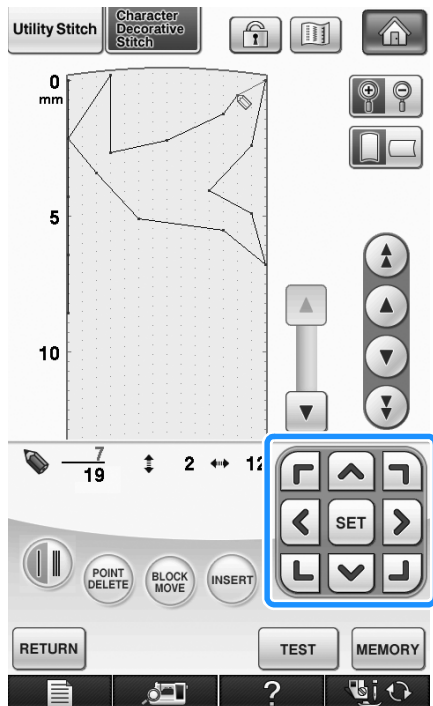 Utility Stitch
Character
Decorative
Stitch
0
mm
5
10
7
19
2
12
SET
POINT
DELETE
BLOCK
MOVE
INSERT
RETURN
TEST
MEMORY
?